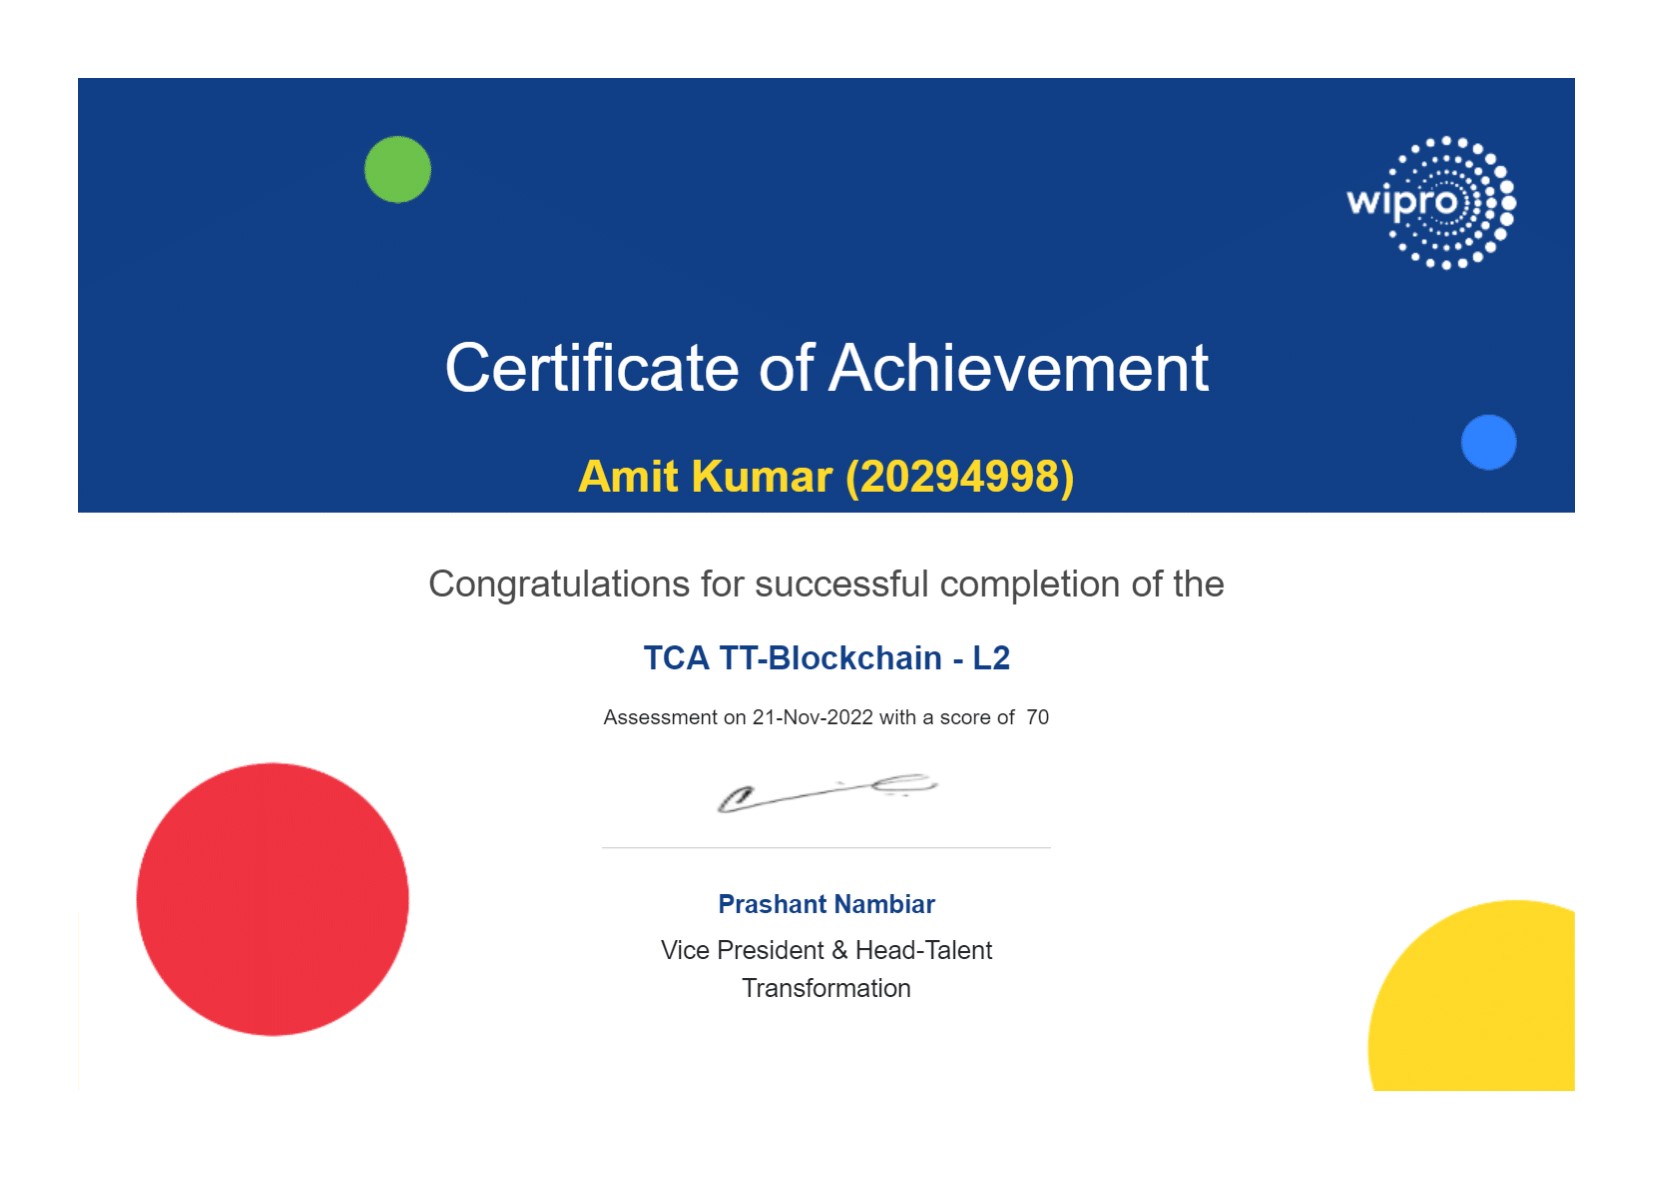 wipro
Certificate of Achievement
Amit Kumar (20294998)
Congratulations for successful completion of the
TCA TT-Blockchain - L2
Assessment on 21-Nov-2022 with a score of 70
Prashant Nambiar
Vice President & Head-Talent
Transformation